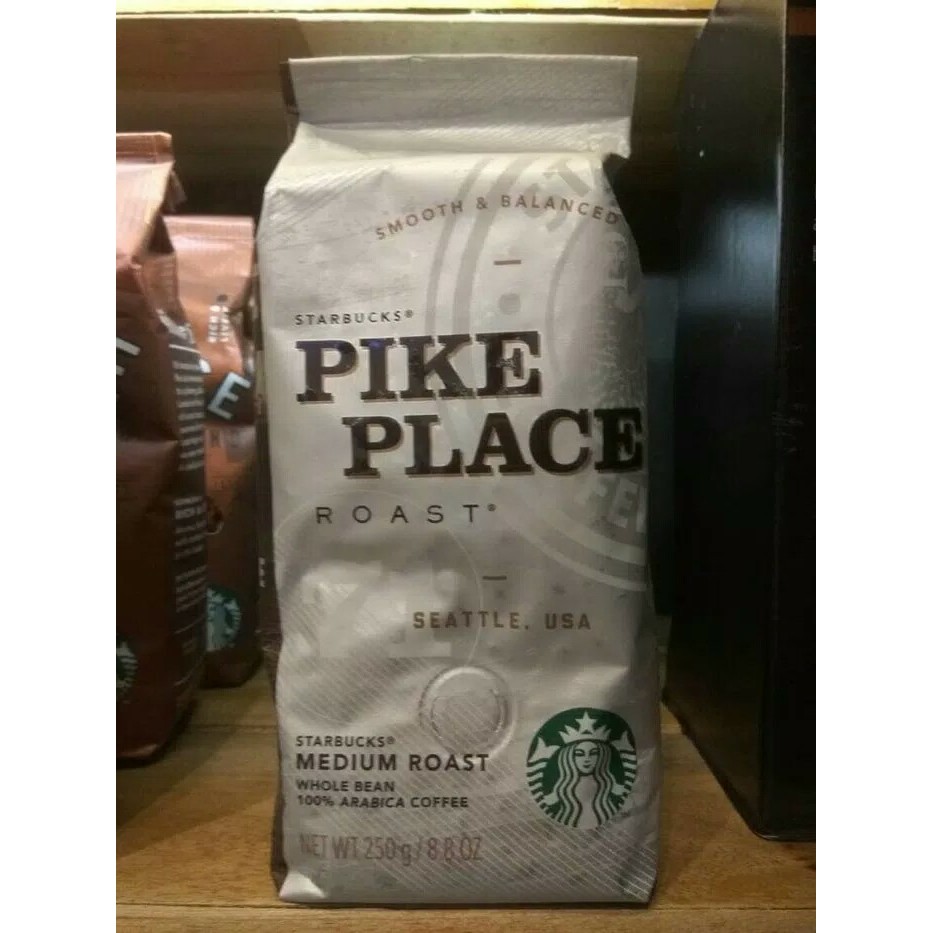 SMOOTH & BALANCED
STARBUCKS®
PIKE
PLACE
ROAST®
SEATTLE, USA
STARBUCKS®
MEDIUM ROAST
WHOLE BEAN
100% ARABICA COFFEE
NET WT 250 g / 8.8 OZ